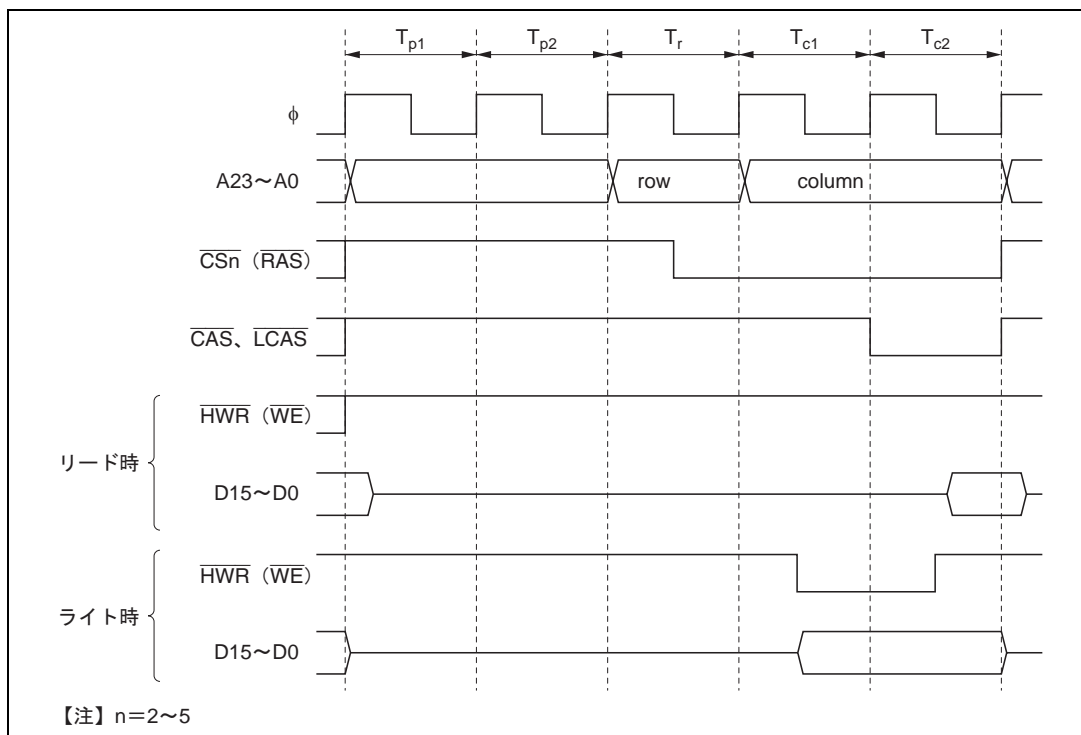 Tp1 Tp2 Tr Tc1 Tc2
φ
A23〜A0 row column
CSn（RAS）
CAS、LCAS
リード時
HWR（WE）
D15〜D0
ライト時
HWR（WE）
D15〜D0
【注】n＝2〜5